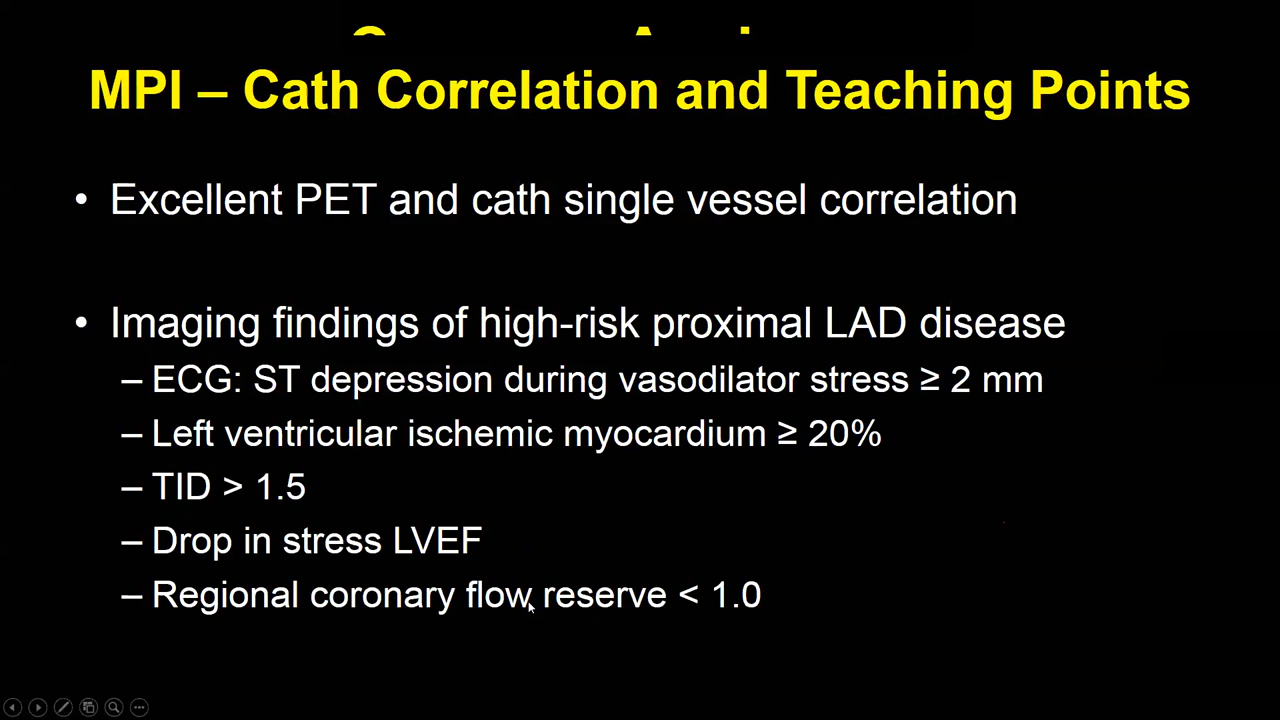 MPI – Cath Correlation and Teaching Points
• Excellent PET and cath single vessel correlation
• Imaging findings of high-risk proximal LAD disease
– ECG: ST depression during vasodilator stress ≥ 2 mm
– Left ventricular ischemic myocardium ≥ 20%
– TID > 1.5
– Drop in stress LVEF
– Regional coronary flow reserve < 1.0